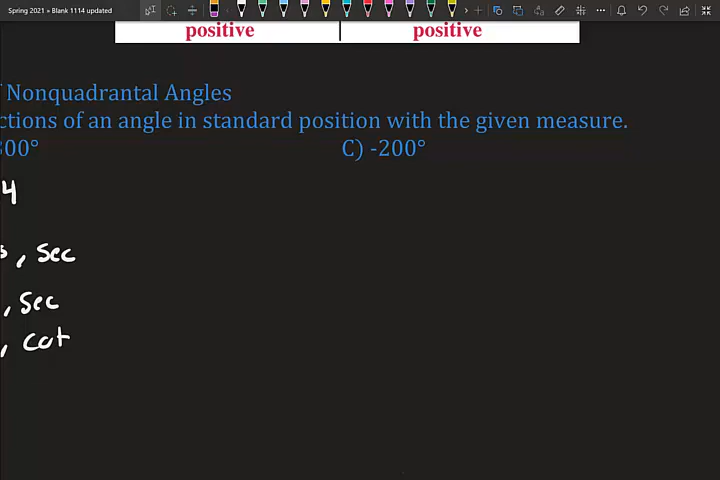 Spring 2021 » Blank 1114 updated
positive positive
Nonquadrantal Angles
ctions of an angle in standard position with the given measure.
300° C) -200°
4
, sec
, sec
, cot